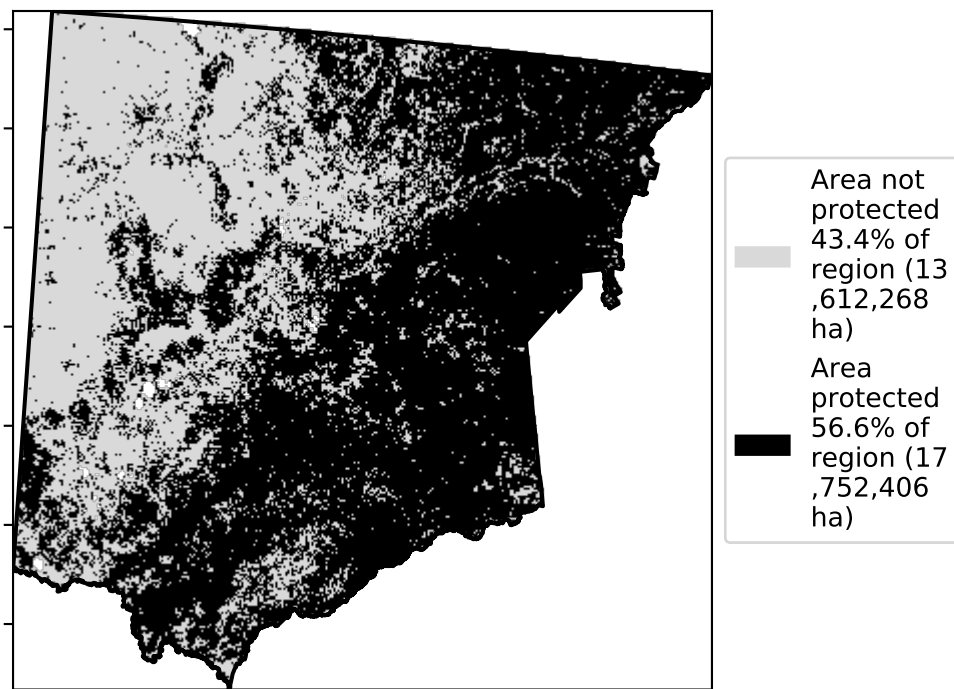 Area not
protected
43.4% of
region (13
,612,268
ha)
Area
protected
56.6% of
region (17
,752,406
ha)